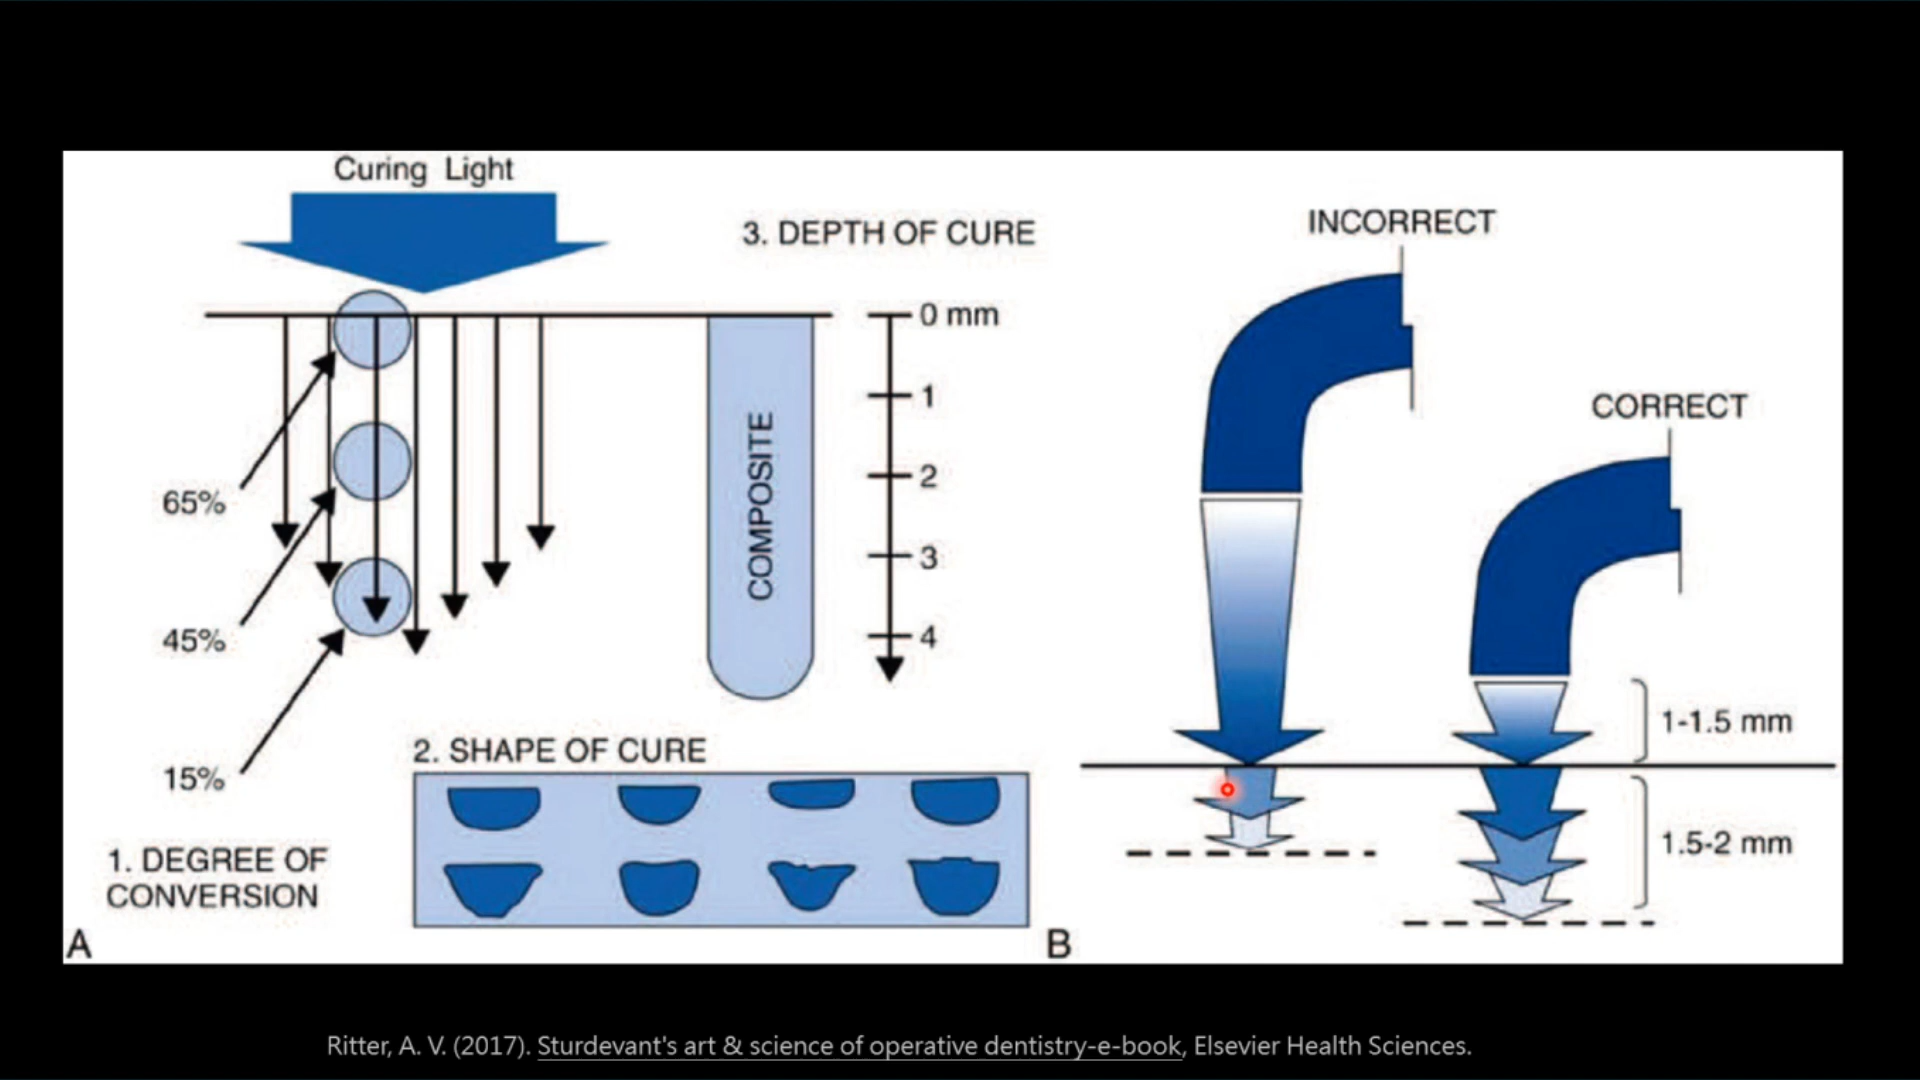 Curing Light
3. DEPTH OF CURE
0 mm
1
2
3
4
COMPOSITE
65%
45%
15%
1. DEGREE OF
CONVERSION
2. SHAPE OF CURE
A
INCORRECT
CORRECT
1-1.5 mm
1.5-2 mm
B
Ritter, A. V. (2017). Sturdevant's art & science of operative dentistry-e-book, Elsevier Health Sciences.